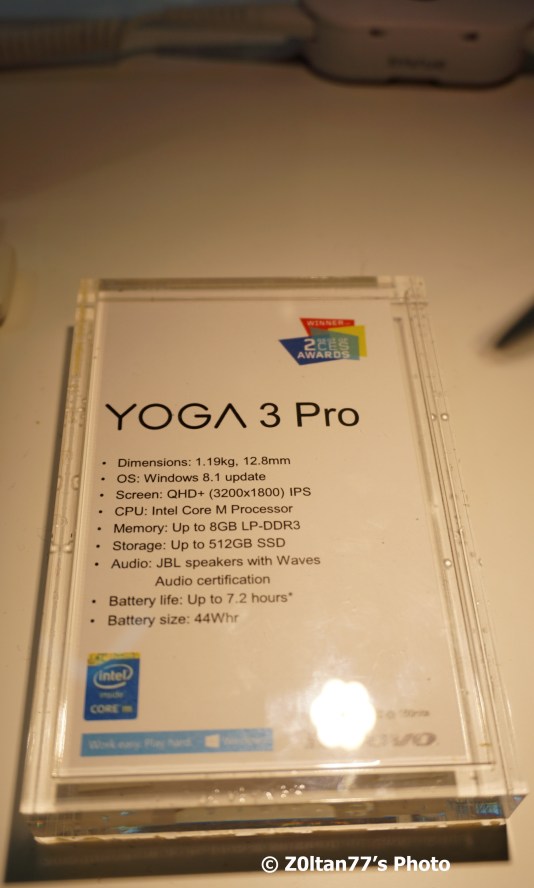 WINNER
2 CES
AWARDS
YOGA 3 Pro
• Dimensions: 1.19kg, 12.8mm
• OS: Windows 8.1 update
• Screen: QHD+ (3200x1800) IPS
• CPU: Intel Core M Processor
• Memory: Up to 8GB LP-DDR3
• Storage: Up to 512GB SSD
• Audio: JBL speakers with Waves
Audio certification
• Battery life: Up to 7.2 hours*
• Battery size: 44Whr
intel
inside
CORE M
Work easy. Play hard.
© Z0ltan77's Photo